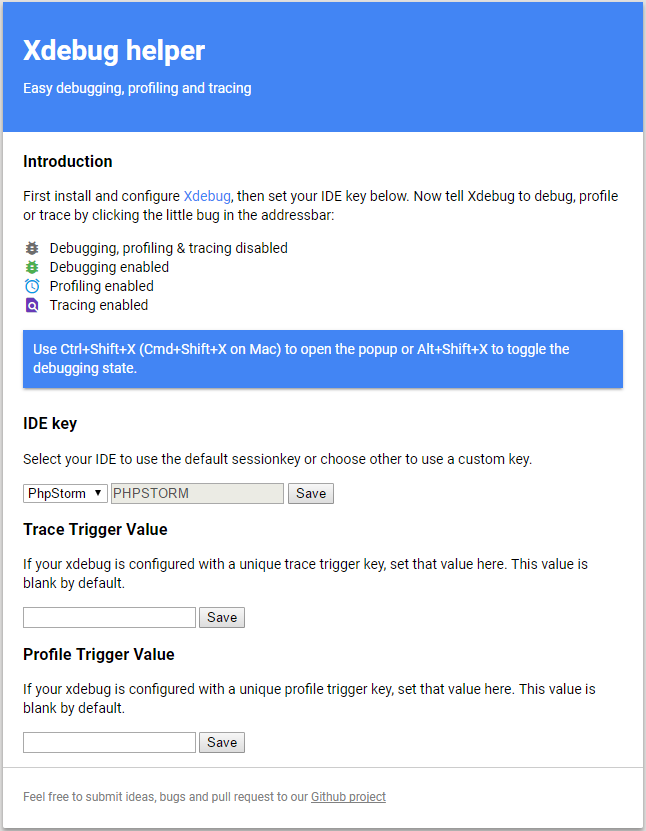 Xdebug helper
Easy debugging, profiling and tracing
Introduction
First install and configure Xdebug, then set your IDE key below. Now tell Xdebug to debug, profile
or trace by clicking the little bug in the addressbar:
Debugging, profiling & tracing disabled
Debugging enabled
Profiling enabled
Tracing enabled
Use Ctrl+Shift+X (Cmd+Shift+X on Mac) to open the popup or Alt+Shift+X to toggle the
debugging state.
IDE key
Select your IDE to use the default sessionkey or choose other to use a custom key.
PhpStorm PHPSTORM Save
Trace Trigger Value
If your xdebug is configured with a unique trace trigger key, set that value here. This value is
blank by default.
Save
Profile Trigger Value
If your xdebug is configured with a unique profile trigger key, set that value here. This value is
blank by default.
Save
Feel free to submit ideas, bugs and pull request to our Github project